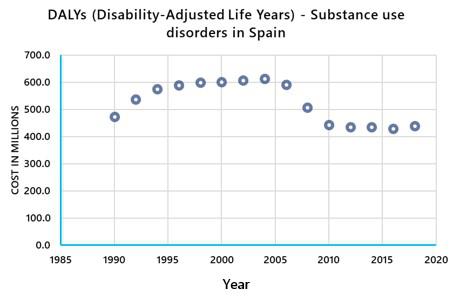 DALYs (Disability-Adjusted Life Years) - Substance use
disorders in Spain
COST IN MILLIONS
700.0
600.0
500.0
400.0
300.0
200.0
100.0
0.0
1985 1990 1995 2000 2005 2010 2015 2020
Year